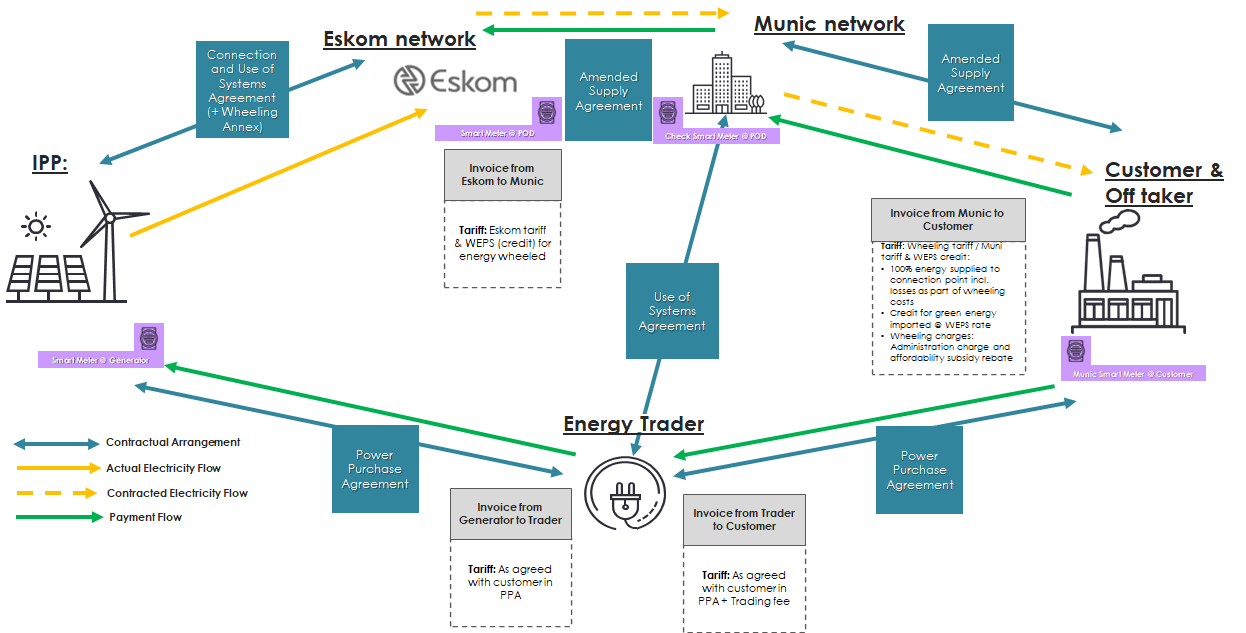 Eskom network
Munic network
Connection
and Use of
Systems
Agreement
(+ Wheeling
Annex)
Eskom
Amended
Supply
Agreement
Amended
Supply
Agreement
Smart Meter @ POD
Check Smart Meter @ POD
IPP:
Invoice from
Eskom to Munic
Tariff: Eskom tariff
& WEPS (credit) for
energy wheeled
Customer &
Off taker
Invoice from Munic to
Customer
Tariff: Wheeling tariff / Muni
tariff & WEPS credit:
• 100% energy supplied to
connection point incl.
losses as part of wheeling
costs
• Credit for green energy
imported @ WEPS rate
• Wheeling charges:
Administration charge and
affordability subsidy rebate
Use of
Systems
Agreement
Smart Meter @ Generator
Munic Smart Meter @ Customer
Energy Trader
Contractual Arrangement
Actual Electricity Flow
Contracted Electricity Flow
Payment Flow
Power
Purchase
Agreement
Power
Purchase
Agreement
Invoice from
Generator to Trader
Tariff: As agreed
with customer in
PPA
Invoice from Trader
to Customer
Tariff: As agreed
with customer in
PPA + Trading fee